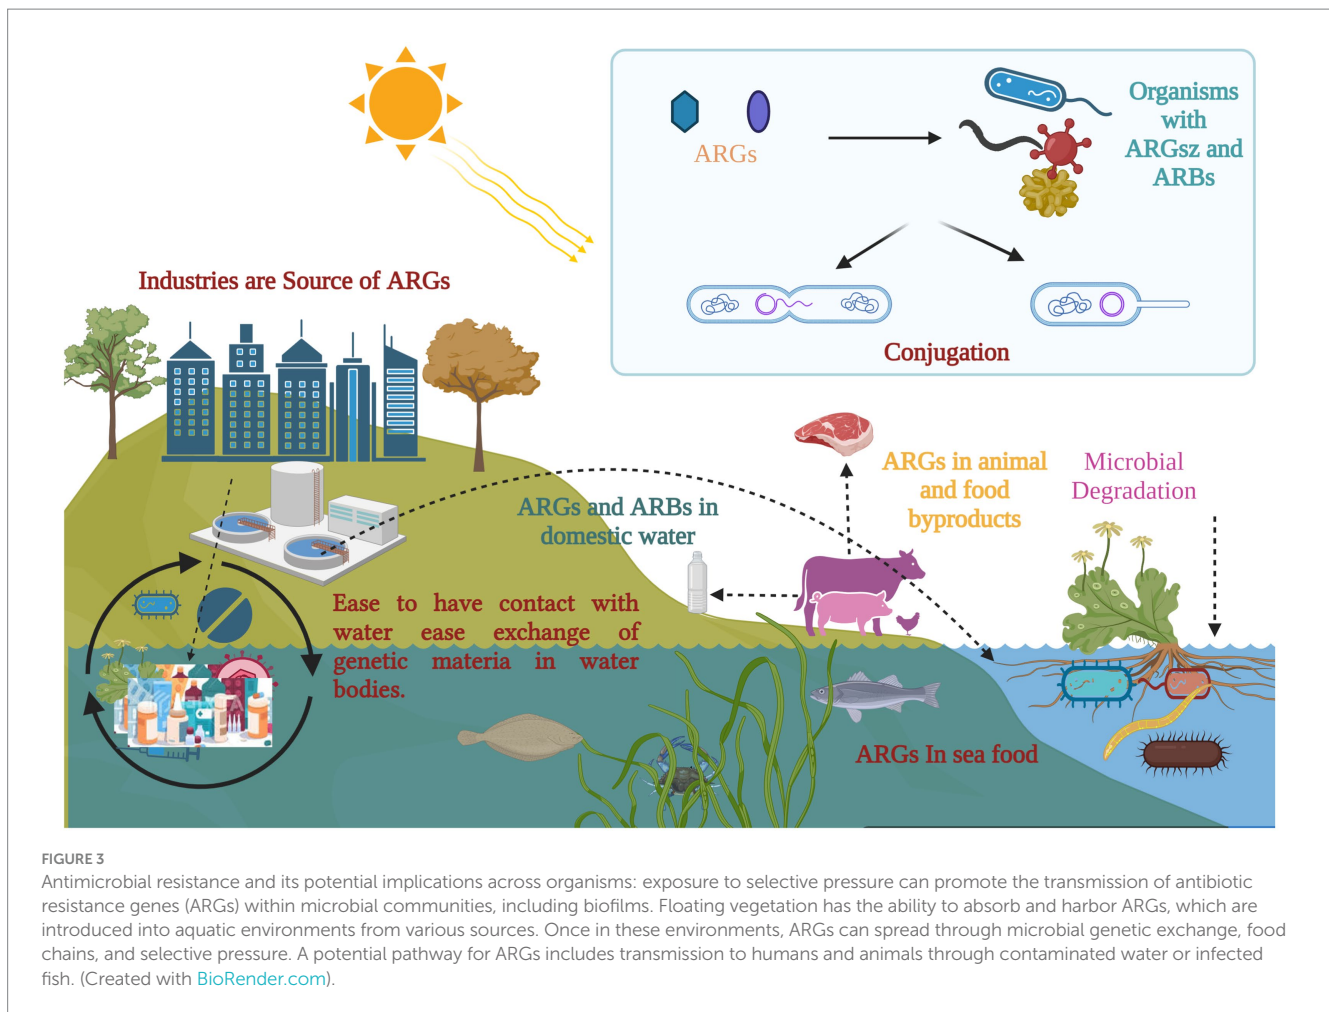 ARGs
Organisms
with
ARGsz and
ARBs
Conjugation
Industries are Source of ARGs
ARGs and ARBs in
domestic water
ARGs in animal
and food
byproducts
Microbial
Degradation
Ease to have contact with
water ease exchange of
genetic materia in water
bodies.
ARGs In sea food
FIGURE 3
Antimicrobial resistance and its potential implications across organisms: exposure to selective pressure can promote the transmission of antibiotic
resistance genes (ARGs) within microbial communities, including biofilms. Floating vegetation has the ability to absorb and harbor ARGs, which are
introduced into aquatic environments from various sources. Once in these environments, ARGs can spread through microbial genetic exchange, food
chains, and selective pressure. A potential pathway for ARGs includes transmission to humans and animals through contaminated water or infected
fish. (Created with BioRender.com).